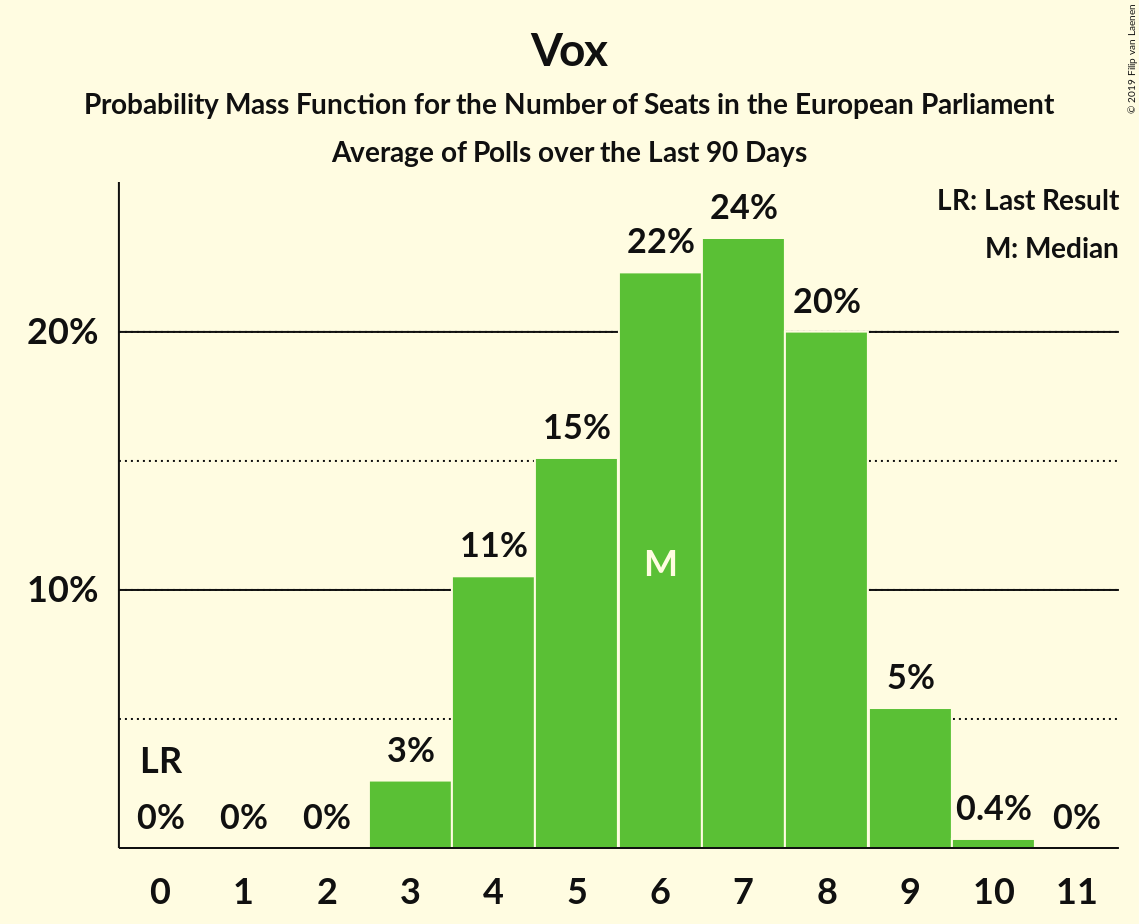 Vox
Probability Mass Function for the Number of Seats in the European Parliament
Average of Polls over the Last 90 Days
© 2019 Filip van Laenen
LR: Last Result
M: Median
24%
22%
20%
20%
15%
11%
M
10%
5%
3%
LR
0% 0% 0% 0.4% 0%
0 1 2 3 4 5 6 7 8 9 10 11